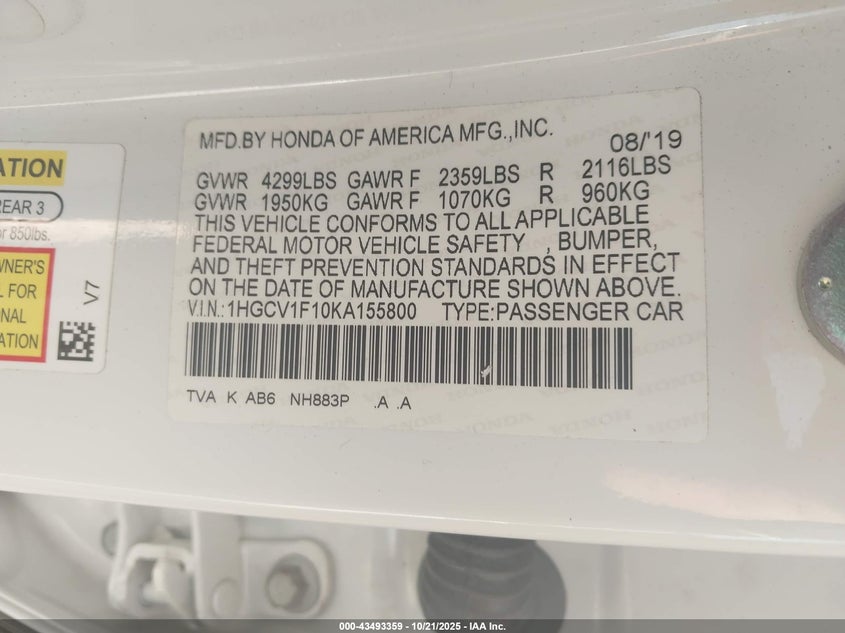 MFD.BY HONDA OF AMERICA MFG.,INC. 08/'19
GVWR 4299LBS GAWR F 2359LBS R 2116LBS
GVWR 1950KG GAWR F 1070KG R 960KG
THIS VEHICLE CONFORMS TO ALL APPLICABLE
FEDERAL MOTOR VEHICLE SAFETY , BUMPER,
AND THEFT PREVENTION STANDARDS IN EFFECT
ON THE DATE OF MANUFACTURE SHOWN ABOVE.
V.I.N.:1HGCV1F10KA155800 TYPE:PASSENGER CAR
TVA K AB6 NH883P .A .A
ATION
REAR 3
or 850lbs.
WNER'S
L FOR
ONAL
ATION
V7
000-43493359 - 10/21/2025 - IAA Inc.